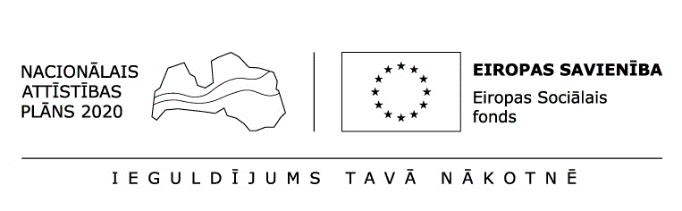 NACIONĀLAIS
ATTĪSTĪBAS
PLĀNS 2020
EIROPAS SAVIENĪBA
Eiropas Sociālais
fonds
IEGULDĪJUMS TAVĀ NĀKOTNĒ